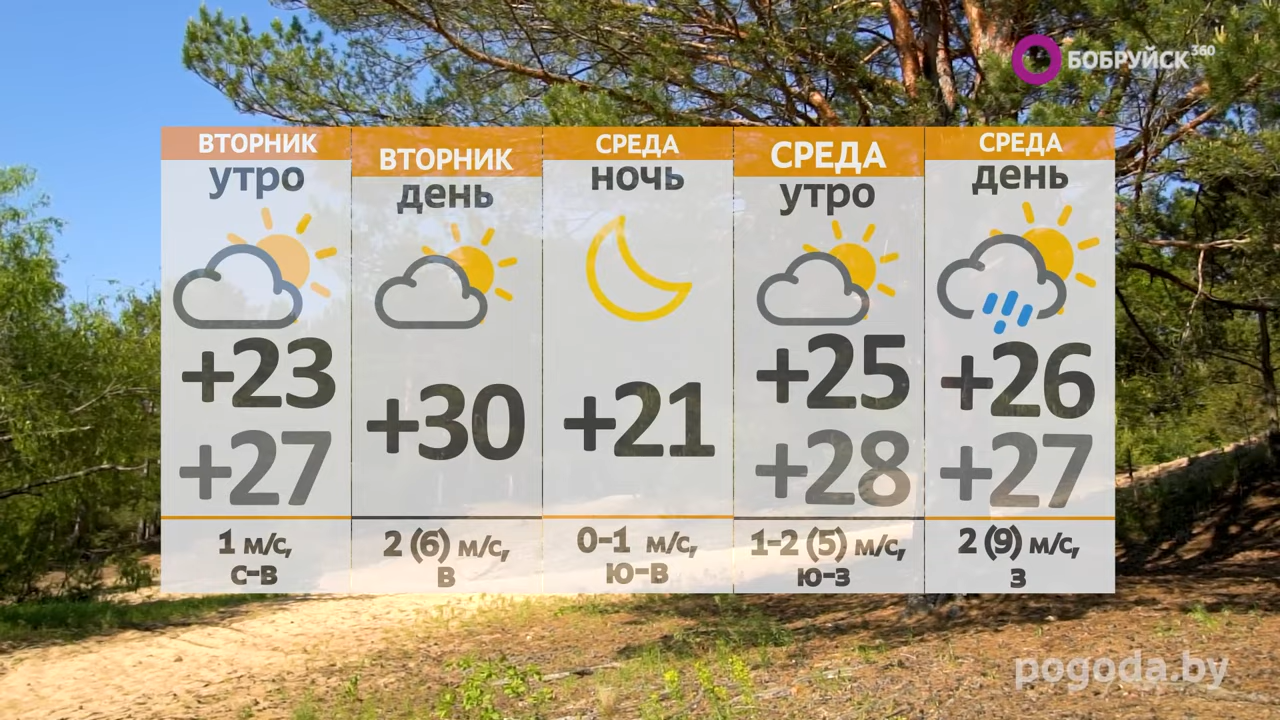 БОБРУЙСК360
ВТОРНИК
утро
+23
+27
1 м/с,
с-в
ВТОРНИК
день
+30
2 (6) м/с,
в
СРЕДА
ночь
+21
0-1 м/с,
ю-в
СРЕДА
утро
+25
+28
1-2 (5) м/с,
ю-з
СРЕДА
день
+26
+27
2 (9) м/с,
з
pogoda.by